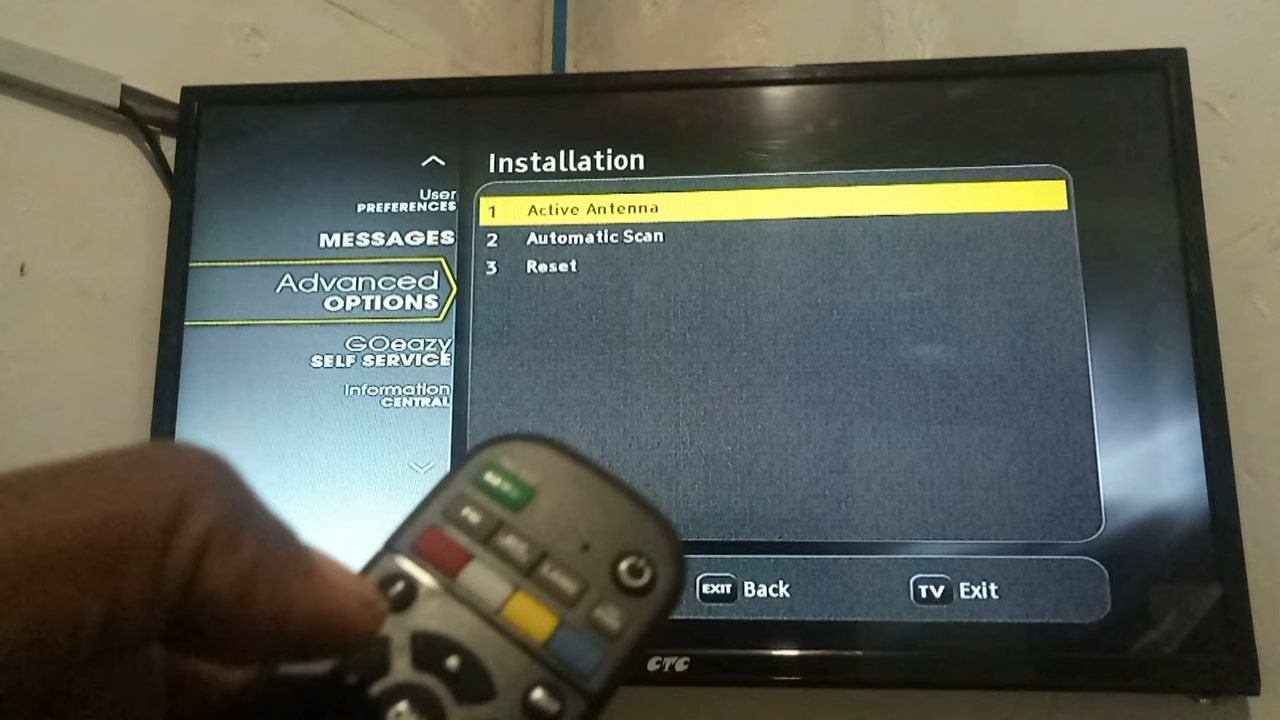 User
PREFERENCES
MESSAGES
Advanced
OPTIONS
GOeazy
SELF SERVICE
Information
CENTRAL
Installation
1 Active Antenna
2 Automatic Scan
3 Reset
EXIT Back
TV Exit
CTC